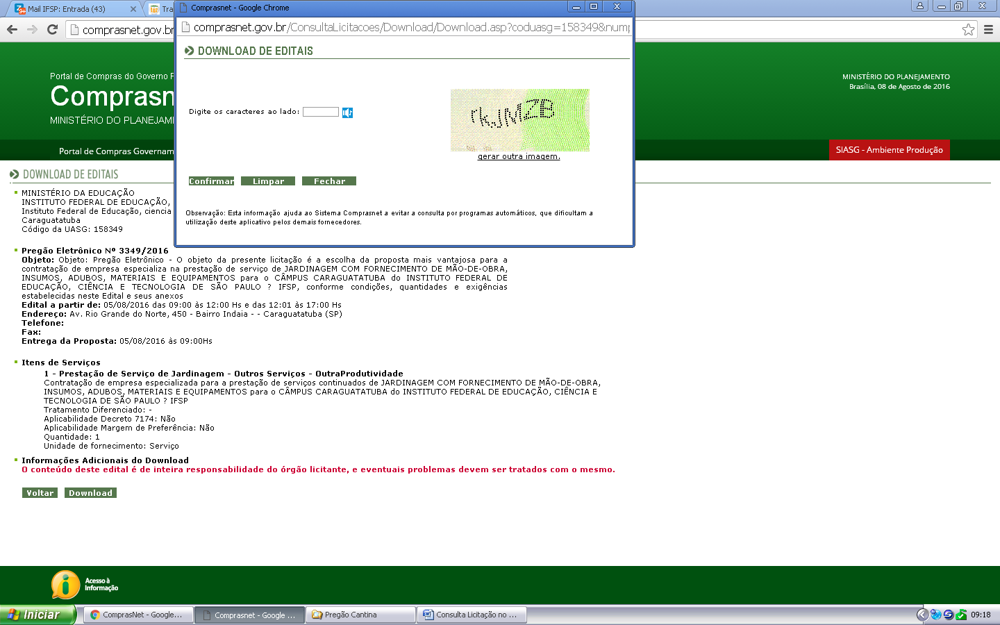 Mail IFSP: Entrada (43)
Tra
Comprasnet - Google Chrome
comprasnet.gov.br
comprasnet.gov.br/ConsultaLicitacoes/Download/Download.asp?coduasg=158349&nump
DOWNLOAD DE EDITAIS
Digite os caracteres ao lado:
gerar outra imagem.
Confirmar Limpar Fechar
Observação: Esta informação ajuda ao Sistema Comprasnet a evitar a consulta por programas automáticos, que dificultam a
utilização deste aplicativo pelos demais fornecedores.
Portal de Compras do Governo F
Comprasn
MINISTÉRIO DO PLANEJAM
MINISTÉRIO DO PLANEJAMENTO
Brasília, 08 de Agosto de 2016
Portal de Compras Governam
SIASG - Ambiente Produção
DOWNLOAD DE EDITAIS
MINISTÉRIO DA EDUCAÇÃO
INSTITUTO FEDERAL DE EDUCAÇÃO,
Instituto Federal de Educação, ciencia
Caraguatatuba
Código da UASG: 158349
Pregão Eletrônico Nº 3349/2016
Objeto: Objeto: Pregão Eletrônico - O objeto da presente licitação é a escolha da proposta mais vantajosa para a
contratação de empresa especializa na prestação de serviço de JARDINAGEM COM FORNECIMENTO DE MÃO-DE-OBRA,
INSUMOS, ADUBOS, MATERIAIS E EQUIPAMENTOS para o CÂMPUS CARAGUATATUBA do INSTITUTO FEDERAL DE
EDUCAÇÃO, CIÊNCIA E TECNOLOGIA DE SÃO PAULO ? IFSP, conforme condições, quantidades e exigências
estabelecidas neste Edital e seus anexos
Edital a partir de: 05/08/2016 das 09:00 às 12:00 Hs e das 12:01 às 17:00 Hs
Endereço: Av. Rio Grande do Norte, 450 - Bairro Indaia - - Caraguatatuba (SP)
Telefone:
Fax:
Entrega da Proposta: 05/08/2016 às 09:00Hs
Itens de Serviços
1 - Prestação de Serviço de Jardinagem - Outros Serviços - OutraProdutividade
Contratação de empresa especializada para a prestação de serviços continuados de JARDINAGEM COM FORNECIMENTO DE MÃO-DE-OBRA,
INSUMOS, ADUBOS, MATERIAIS E EQUIPAMENTOS para o CÂMPUS CARAGUATATUBA do INSTITUTO FEDERAL DE EDUCAÇÃO, CIÊNCIA E
TECNOLOGIA DE SÃO PAULO ? IFSP
Tratamento Diferenciado: -
Aplicabilidade Decreto 7174: Não
Aplicabilidade Margem de Preferência: Não
Quantidade: 1
Unidade de fornecimento: Serviço
Informações Adicionais do Download
O conteúdo deste edital é de inteira responsabilidade do órgão licitante, e eventuais problemas devem ser tratados com o mesmo.
Voltar Download
Acesso à
Informação
Iniciar
ComprasNet - Google...
Comprasnet - Google ...
Pregão Cantina
Consulta Licitação no ...
09:18